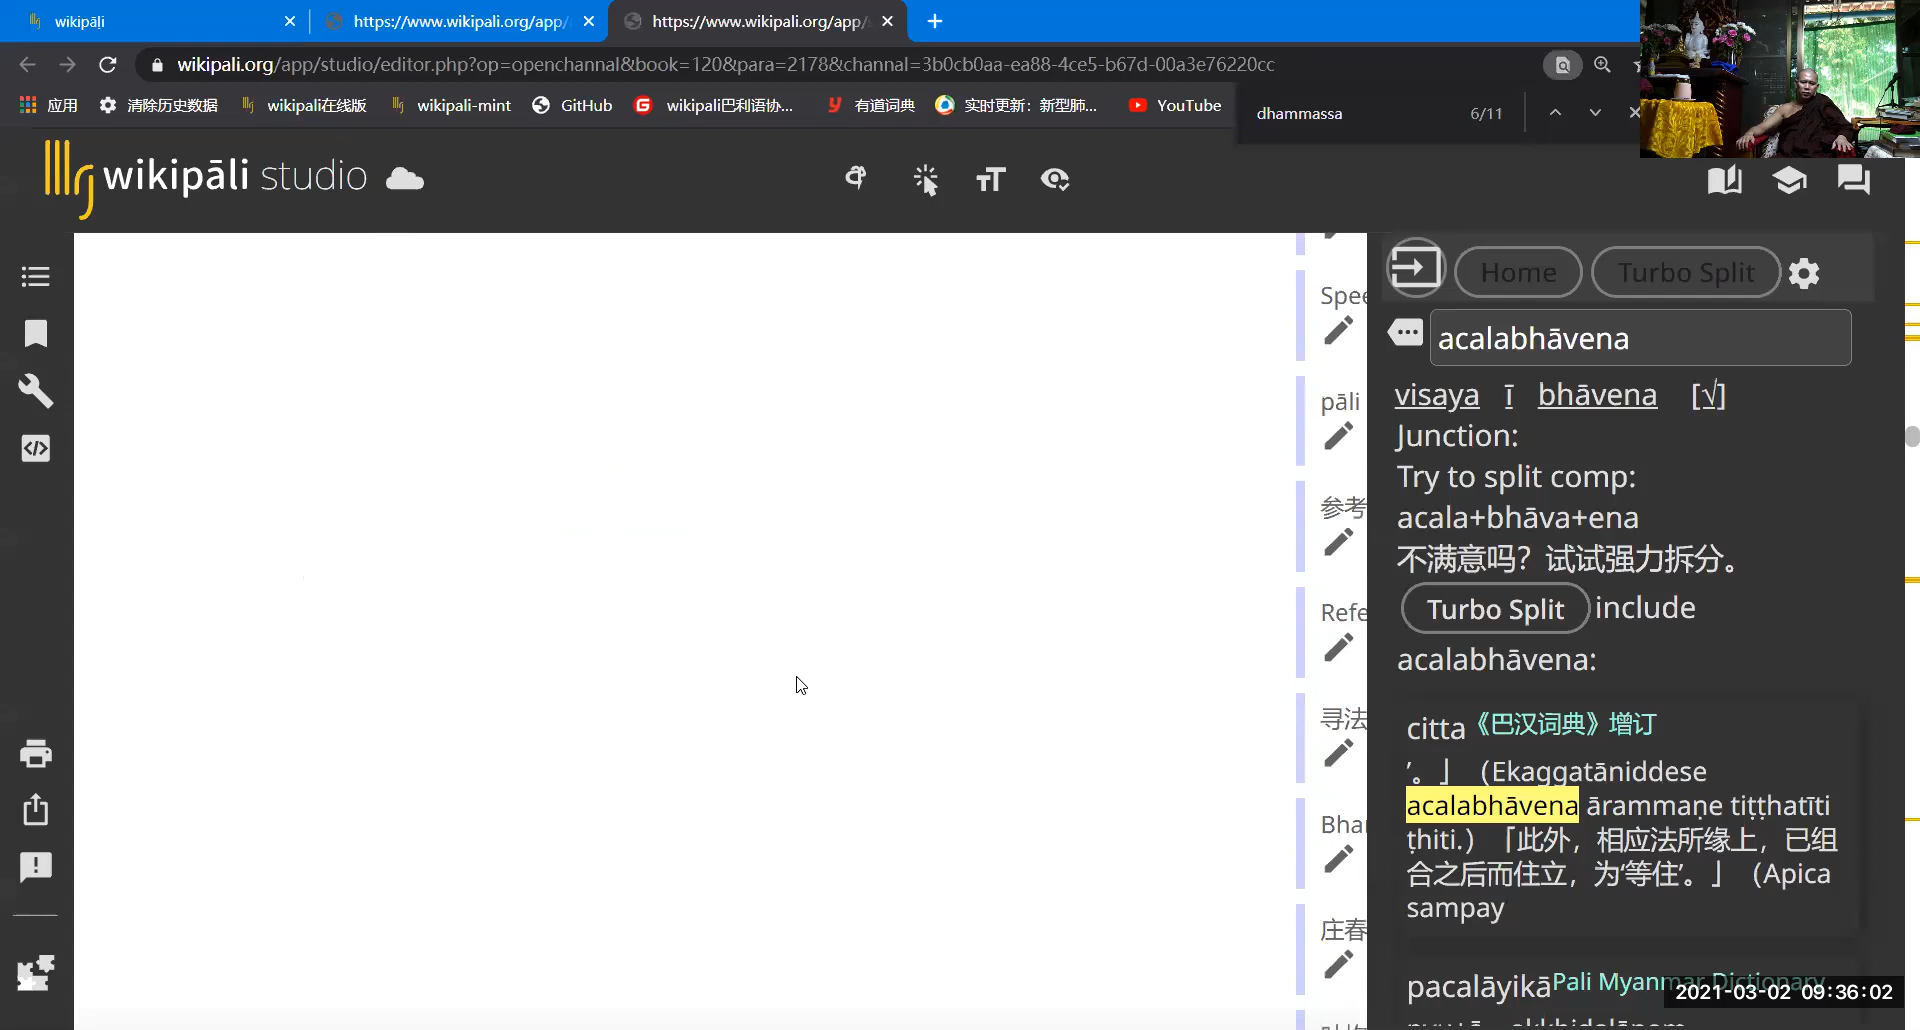 wikipāli
https://www.wikipali.org/app/
https://www.wikipali.org/app/
wikipali.org/app/studio/editor.php?op=openchannal&book=120&para=2178&channal=3b0cb0aa-ea88-4ce5-b67d-00a3e76220cc
应用
清除历史数据
wikipali在线版
wikipali-mint
GitHub
wikipali巴利语协...
有道词典
实时更新：新型肺...
YouTube
dhammassa
6/11
wikipāli studio
Home
Turbo Split
acalabhāvena
visaya ī bhāvena [√]
Junction:
Try to split comp:
acala+bhāva+ena
不满意吗？试试强力拆分。
Turbo Split include
acalabhāvena:
citta《巴汉词典》增订
’。」（Ekaggatāniddese
acalabhāvena ārammaṇe tiṭṭhatīti
ṭhiti.）「此外，相应法所缘上，已组
合之后而住立，为‘等住’。」（Apica
sampay
pacalāyikā Pali Myanmar Dictionary
Spee
pāli
参考
Refe
寻法
Bhar
庄春
2021-03-02 09:36:02